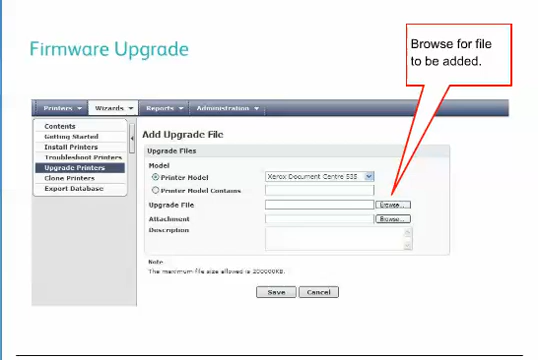 Firmware Upgrade
Browse for file
to be added.
Printers Wizards Reports Administration
Contents
Getting Started
Install Printers
Troubleshoot Printers
Upgrade Printers
Clone Printers
Export Database
Add Upgrade File
Upgrade Files
Model
Printer Model Xerox Document Centre 535
Printer Model Contains
Upgrade File Browse...
Attachment Browse...
Description
Note
The maximum file size allowed is 200000KB.
Save Cancel